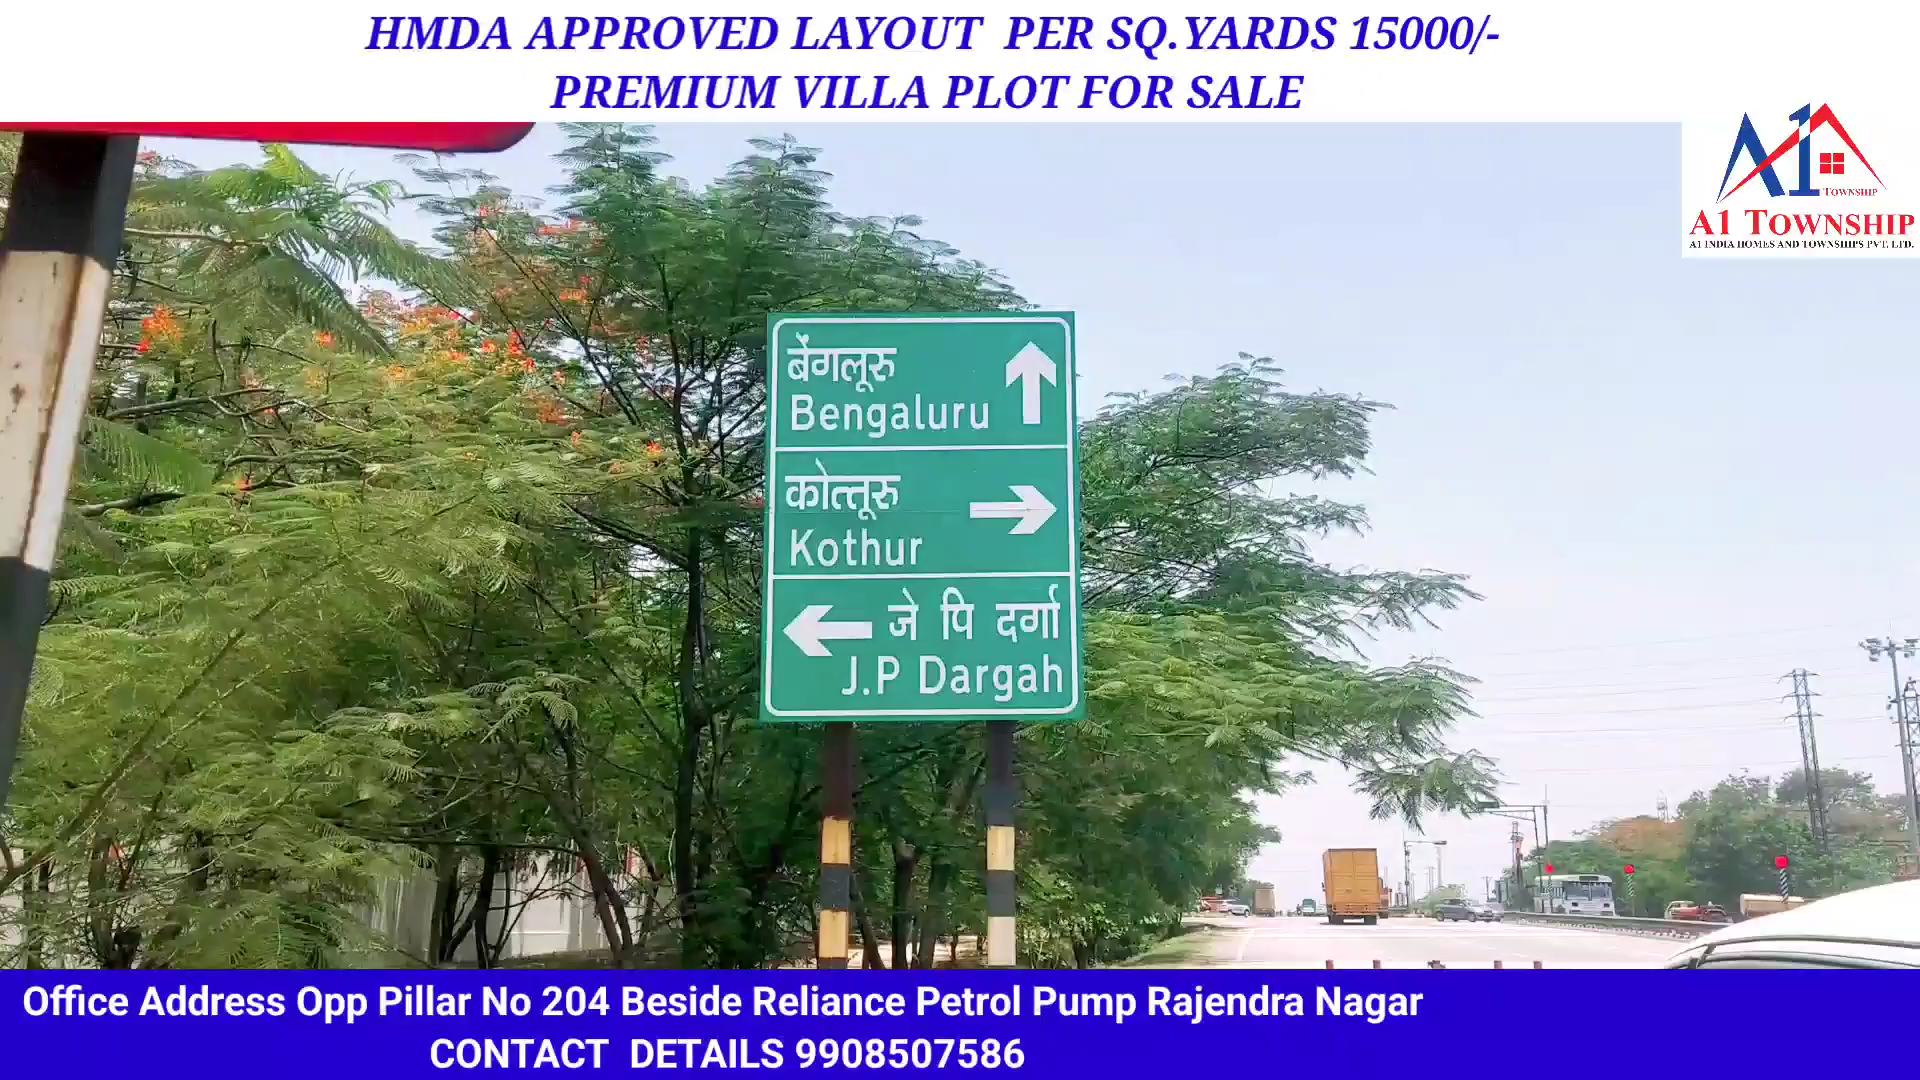 HMDA APPROVED LAYOUT PER SQ.YARDS 15000/-
PREMIUM VILLA PLOT FOR SALE
A1
TOWNSHIP
A1 TOWNSHIP
A1 INDIA HOMES AND TOWNSHIPS PVT. LTD.
बेंगलूरू
Bengaluru
कोत्तूरू
Kothur
जे पि दर्गा
J.P Dargah
Office Address Opp Pillar No 204 Beside Reliance Petrol Pump Rajendra Nagar
CONTACT DETAILS 9908507586